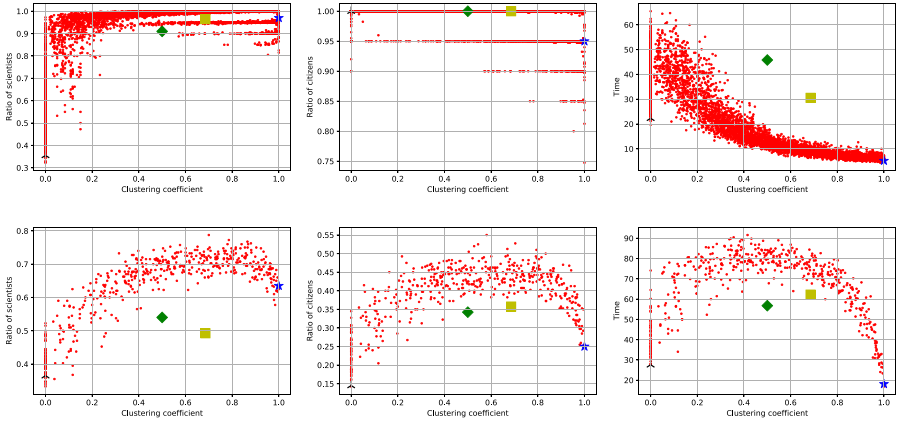 1.0
0.9
0.8
0.7
0.6
0.5
0.4
0.3
Ratio of scientists
0.0 0.2 0.4 0.6 0.8 1.0
Clustering coefficient
1.00
0.95
0.90
0.85
0.80
0.75
Ratio of citizens
0.0 0.2 0.4 0.6 0.8 1.0
Clustering coefficient
60
50
40
30
20
10
Time
0.0 0.2 0.4 0.6 0.8 1.0
Clustering coefficient
0.8
0.7
0.6
0.5
0.4
Ratio of scientists
0.0 0.2 0.4 0.6 0.8 1.0
Clustering coefficient
0.55
0.50
0.45
0.40
0.35
0.30
0.25
0.20
0.15
Ratio of citizens
0.0 0.2 0.4 0.6 0.8 1.0
Clustering coefficient
90
80
70
60
50
40
30
20
Time
0.0 0.2 0.4 0.6 0.8 1.0
Clustering coefficient